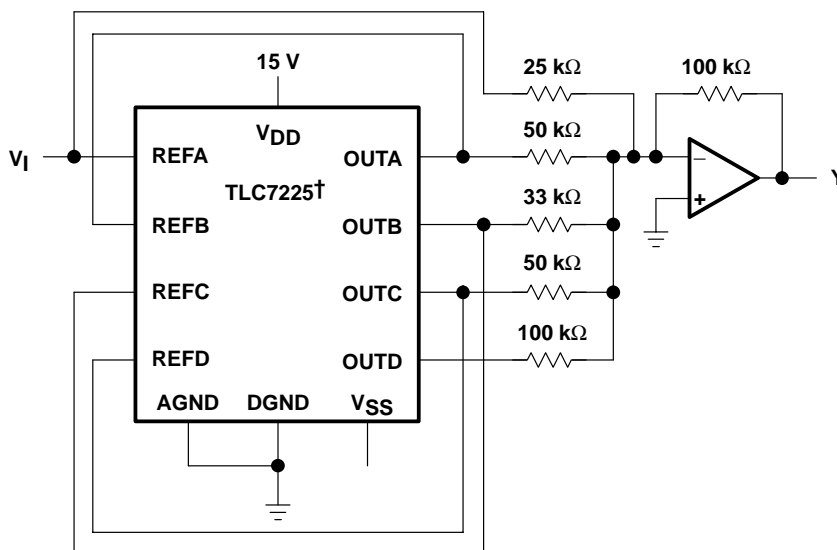 25 kΩ
100 kΩ
15 V
VDD
50 kΩ
VI
REFA
OUTA
−
Y
TLC7225†
33 kΩ
+
REFB
OUTB
50 kΩ
REFC
OUTC
100 kΩ
REFD
OUTD
AGND
DGND
VSS